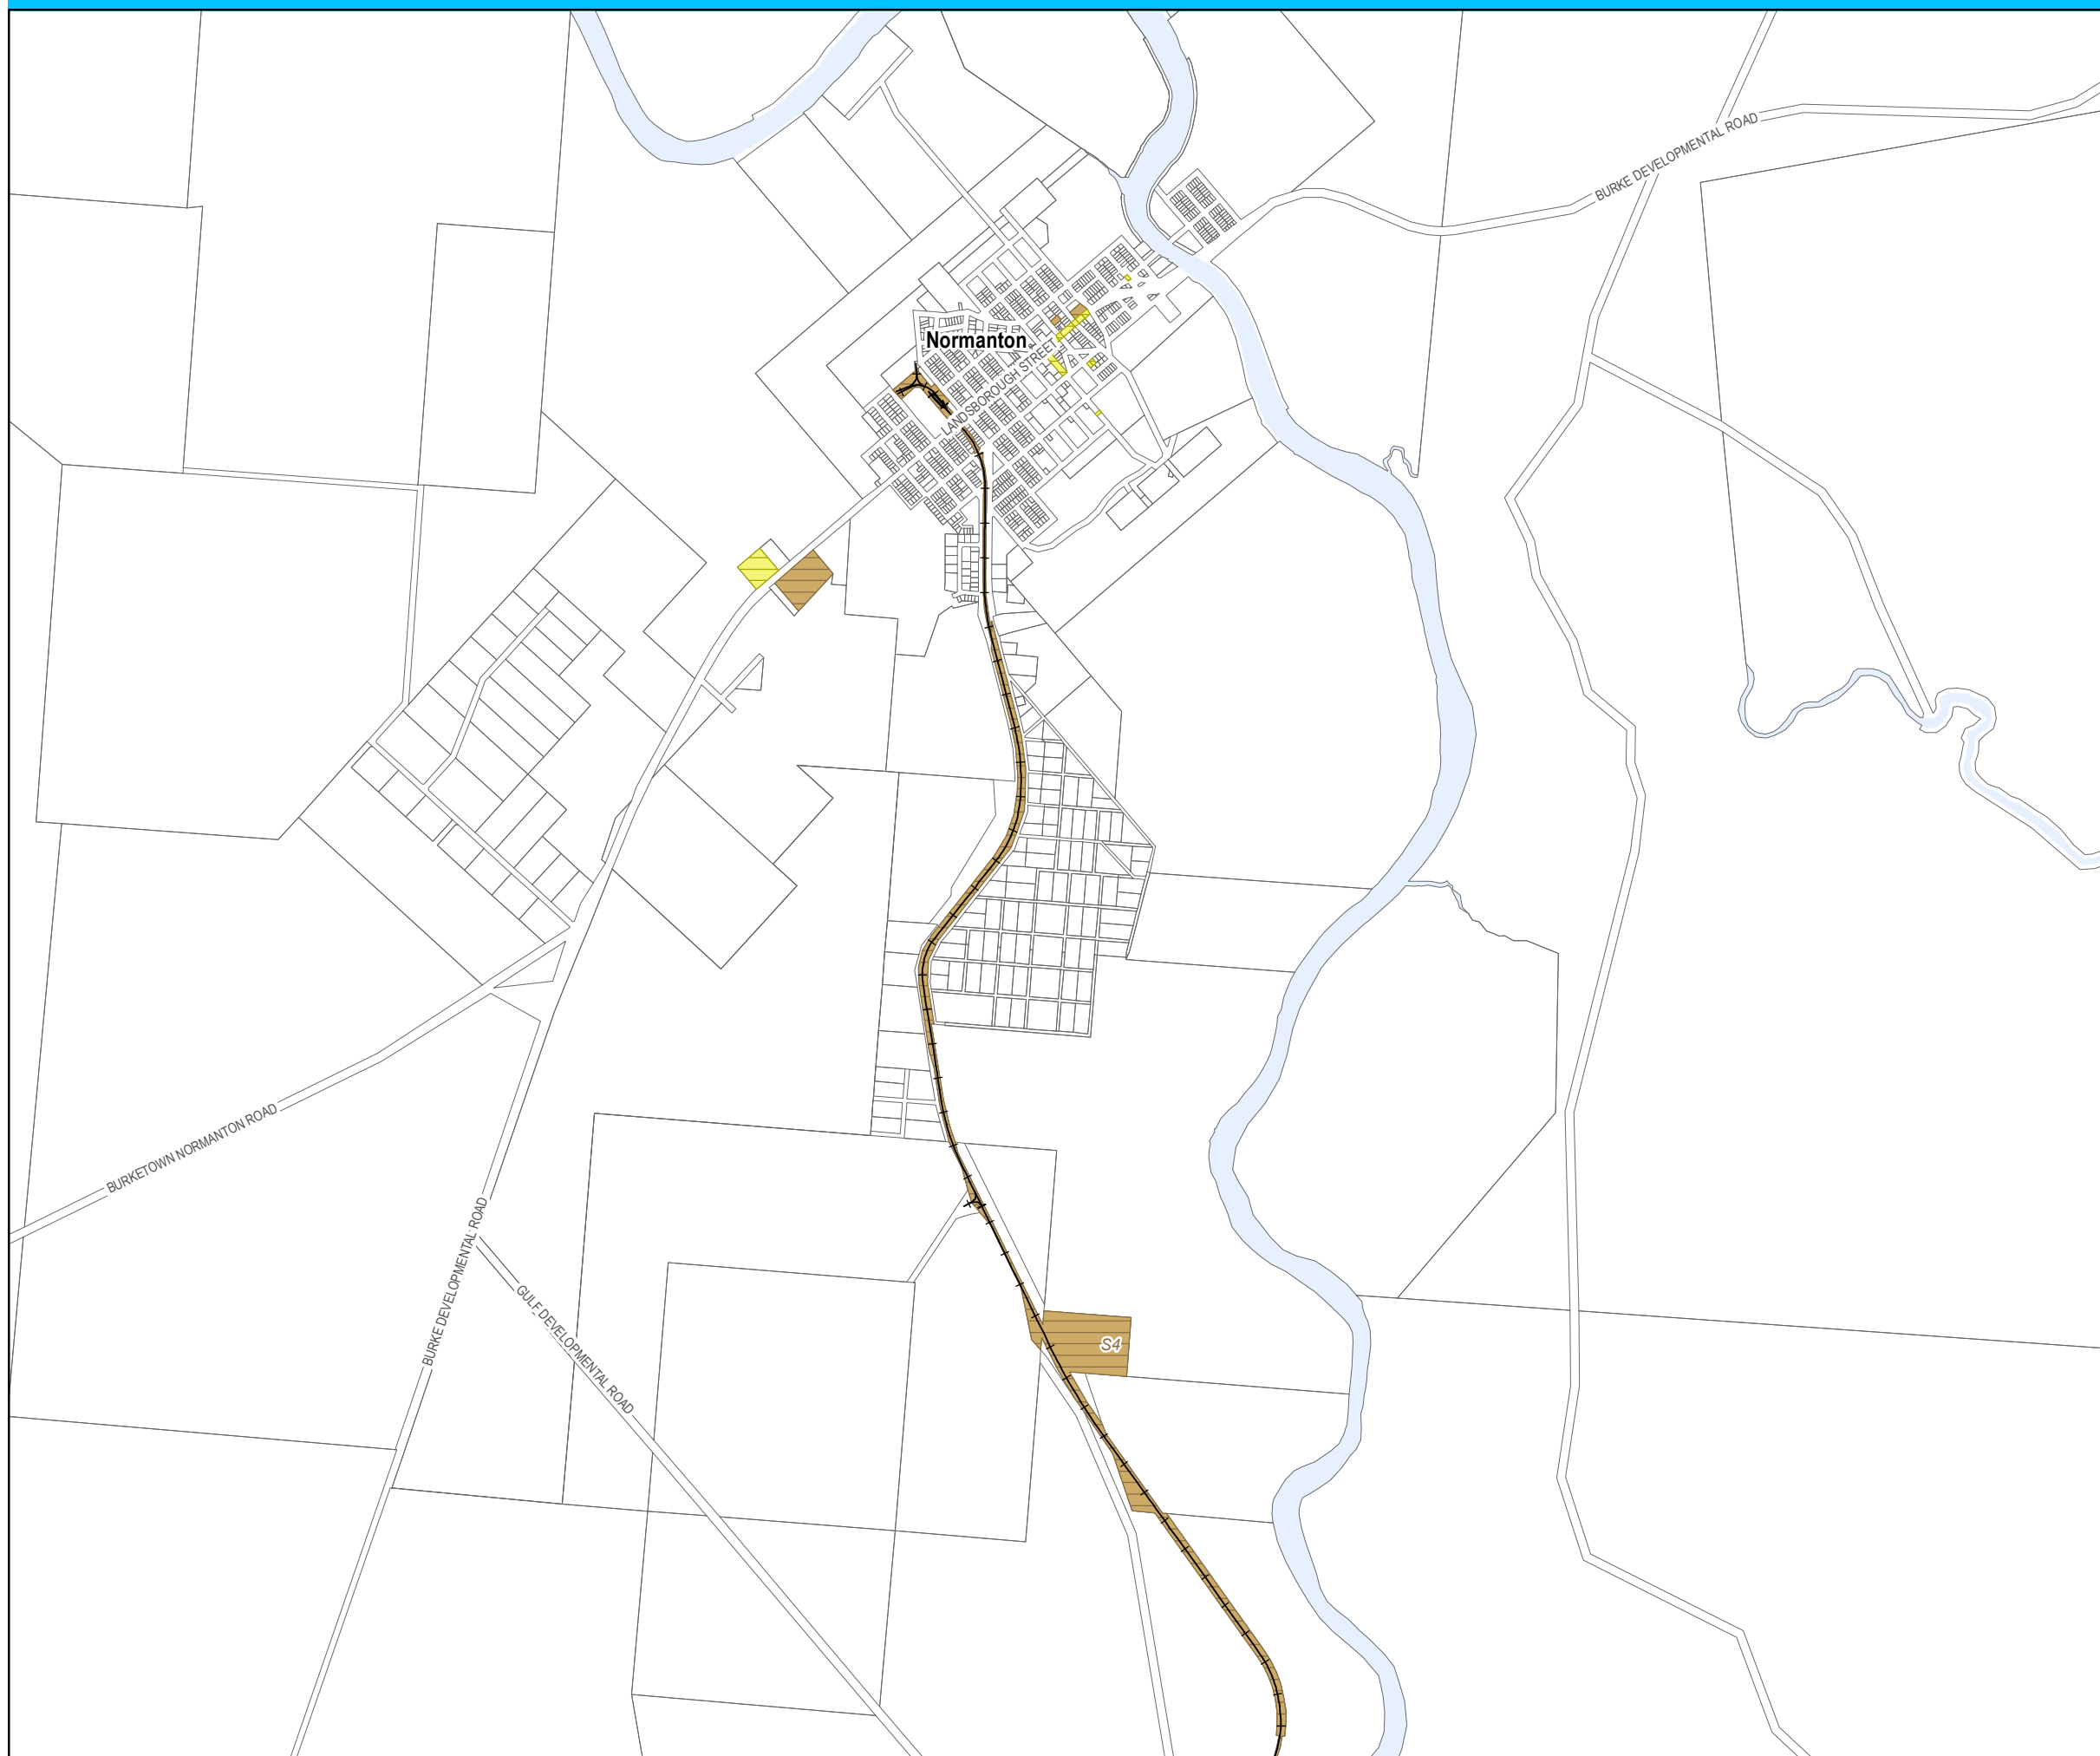 BURKE DEVELOPMENTAL ROAD
Normanton
LANDSBOROUGH STREET
BURKETOWN NORMANTON ROAD
BURKE DEVELOPMENTAL ROAD
GULF DEVELOPMENTAL ROAD
S4